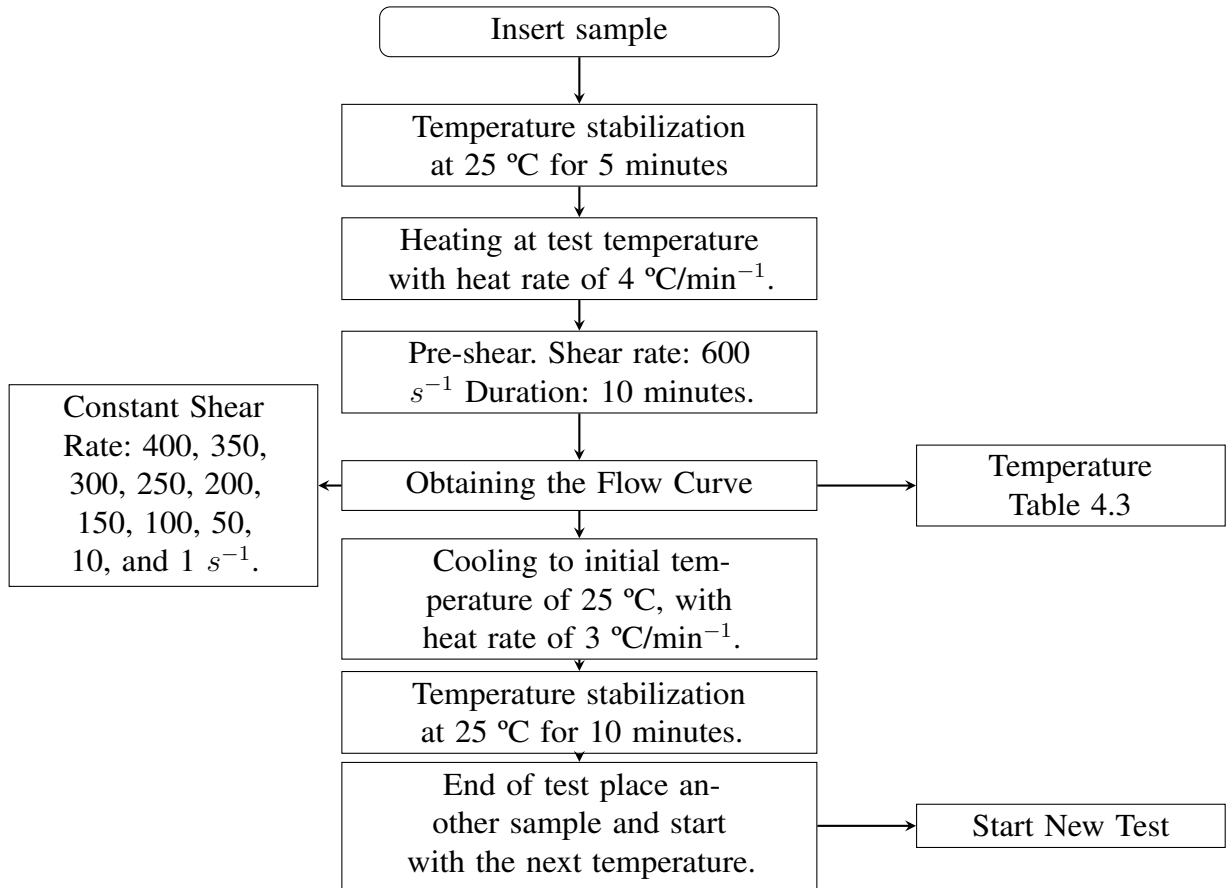 Insert sample
Temperature stabilization
at 25 ºC for 5 minutes
Heating at test temperature
with heat rate of 4 ºC/min⁻¹.
Pre-shear. Shear rate: 600
s⁻¹ Duration: 10 minutes.
Constant Shear
Rate: 400, 350,
300, 250, 200,
150, 100, 50,
10, and 1 s⁻¹.
Obtaining the Flow Curve
Temperature
Table 4.3
Cooling to initial tem-
perature of 25 ºC, with
heat rate of 3 ºC/min⁻¹.
Temperature stabilization
at 25 ºC for 10 minutes.
End of test place an-
other sample and start
with the next temperature.
Start New Test